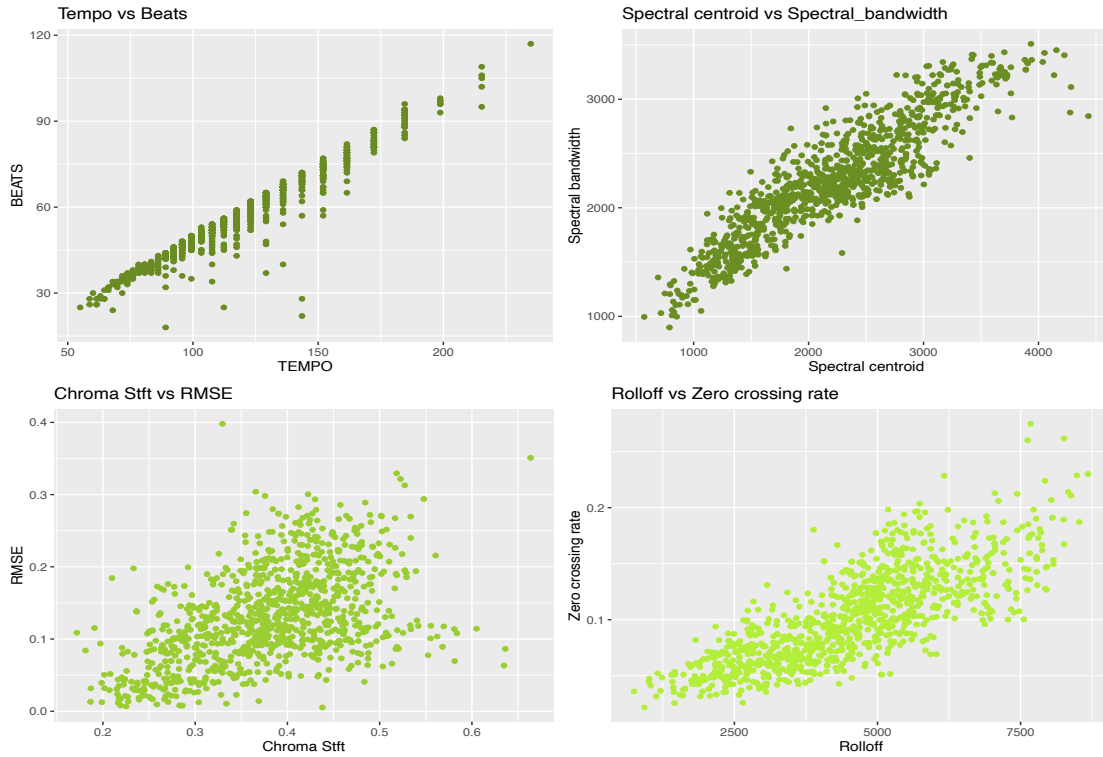 Tempo vs Beats
120
90
60
30
BEATS
50 100 150 200
TEMPO
Spectral centroid vs Spectral_bandwidth
3000
2000
1000
Spectral bandwidth
1000 2000 3000 4000
Spectral centroid
Chroma Stft vs RMSE
0.4
0.3
0.2
0.1
0.0
RMSE
0.2 0.3 0.4 0.5 0.6
Chroma Stft
Rolloff vs Zero crossing rate
0.2
0.1
Zero crossing rate
2500 5000 7500
Rolloff